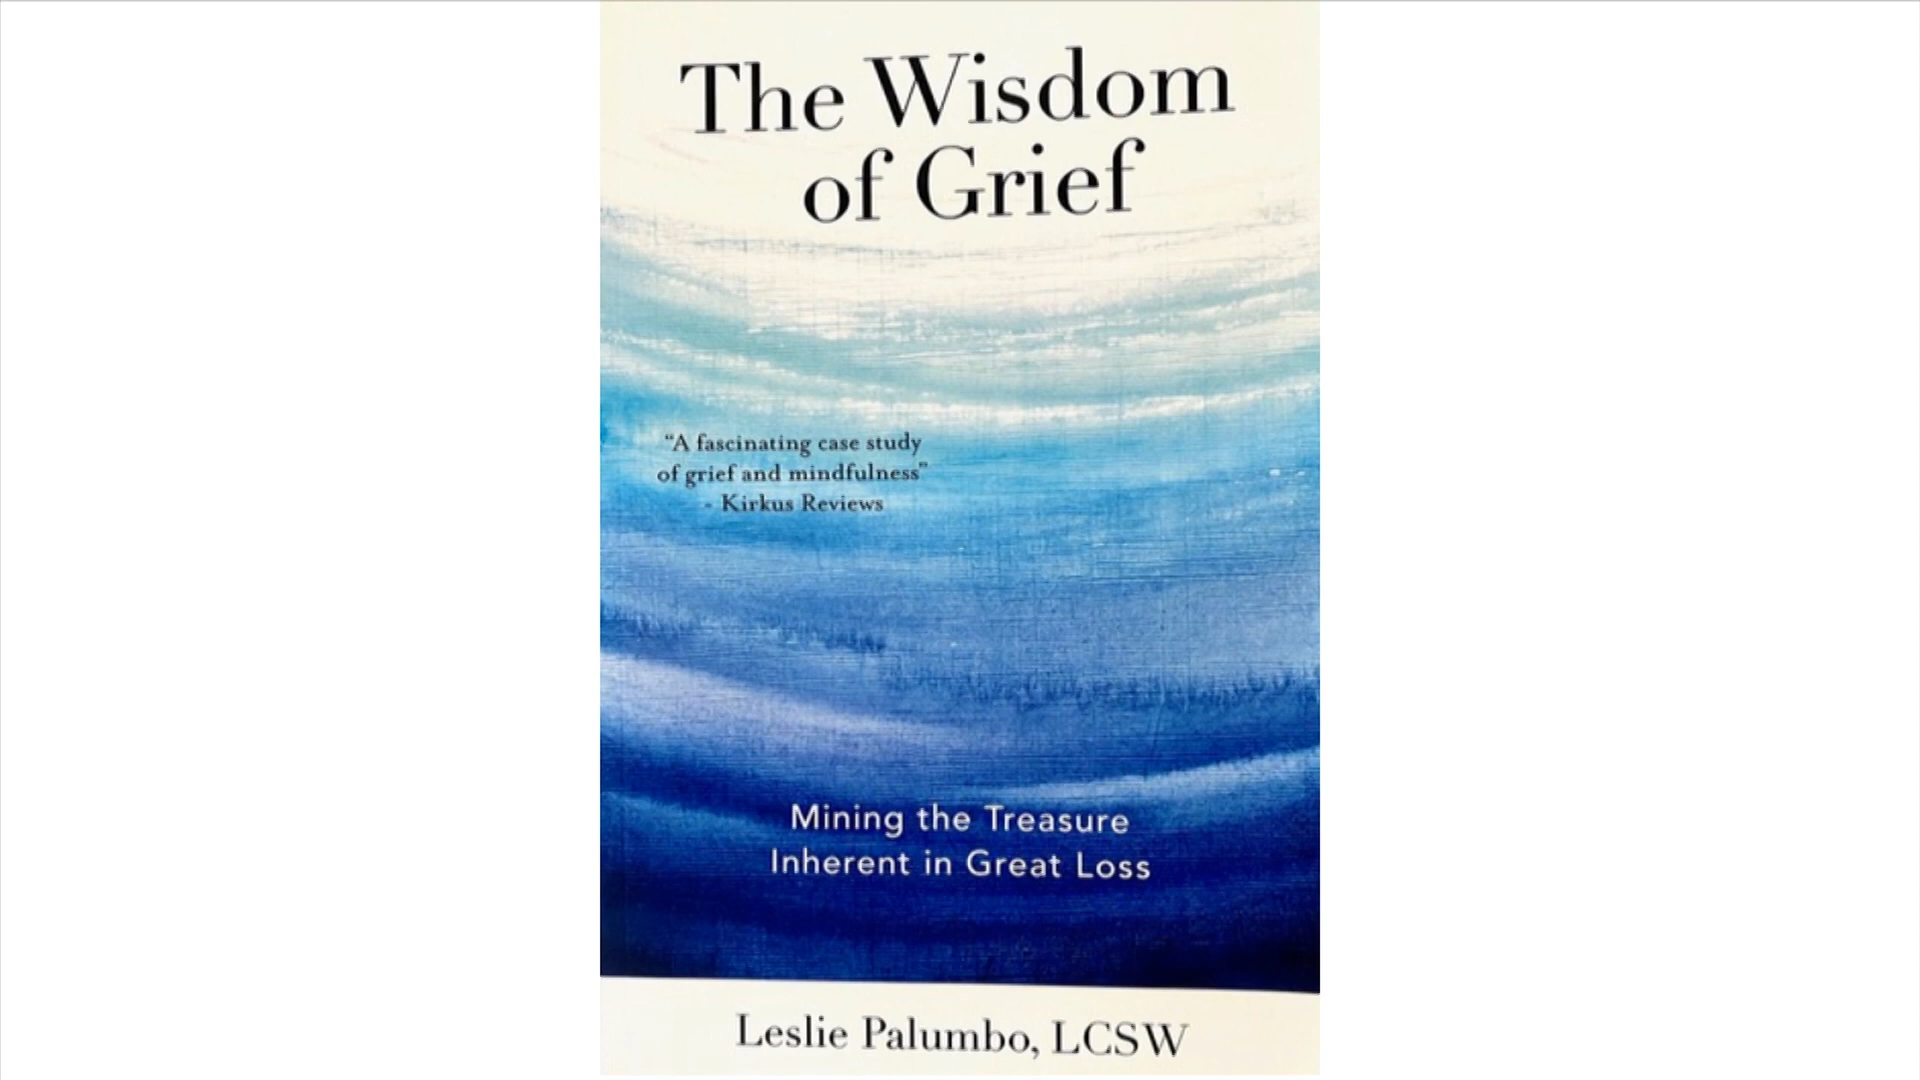 The Wisdom
of Grief
"A fascinating case study
of grief and mindfulness"
- Kirkus Reviews
Mining the Treasure
Inherent in Great Loss
Leslie Palumbo, LCSW